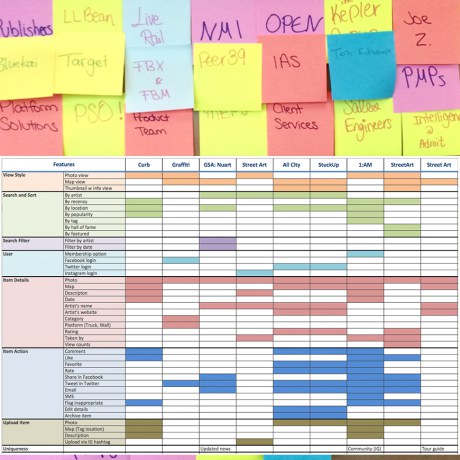 Publishers
LL Bean
Live
Rail
NMI
OPEN
The
Kepler
Group
Joe
Z.
Bluekai
Target
FBX
&
FBM
Peer39
IAS
PMPs
Platform
Solutions
PSO!
Product
Team
Client
Services
Sales
Engineers
Intelligence
&
Admit
Features Curb Graffiti GSA: Nuart Street Art All City StuckUp 1:AM StreetArt Street Art
View Style Photo view
Map view
Thumbnail w info view
Search and Sort By artist
By recency
By location
By popularity
By tag
By hall of fame
By featured
Search Filter Filter by artist
Filter by date
User Membership option
Facebook login
Twitter login
Instagram login
Item Details Photo
Map
Description
Date
Artist's name
Artist's website
Category
Platform (Truck, Wall)
Rating
Taken by
View counts
Item Action Comment
Like
Favorite
Rate
Share in Facebook
Tweet in Twitter
Email
SMS
Flag inappropriate
Edit details
Archive item
Upload Item Photo
Map (Tag location)
Description
Upload via IG hashtag
Uniqueness Updated news Community (IG) Tour guide